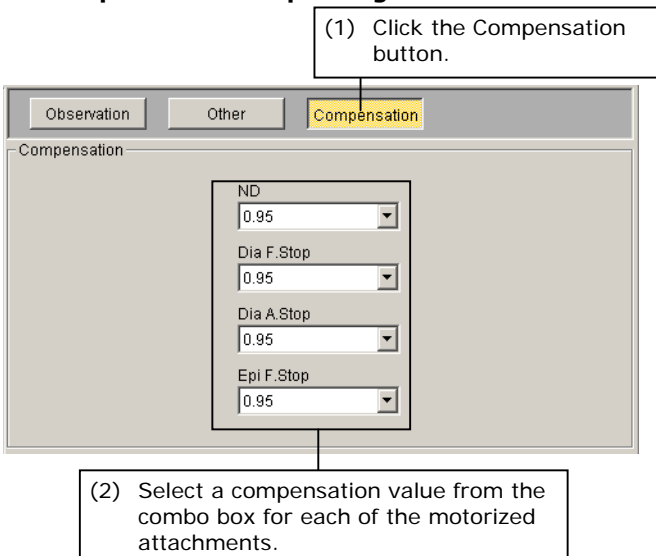 (1) Click the Compensation
button.
Observation Other Compensation
Compensation
ND
0.95
Dia F.Stop
0.95
Dia A.Stop
0.95
Epi F.Stop
0.95
(2) Select a compensation value from the
combo box for each of the motorized
attachments.